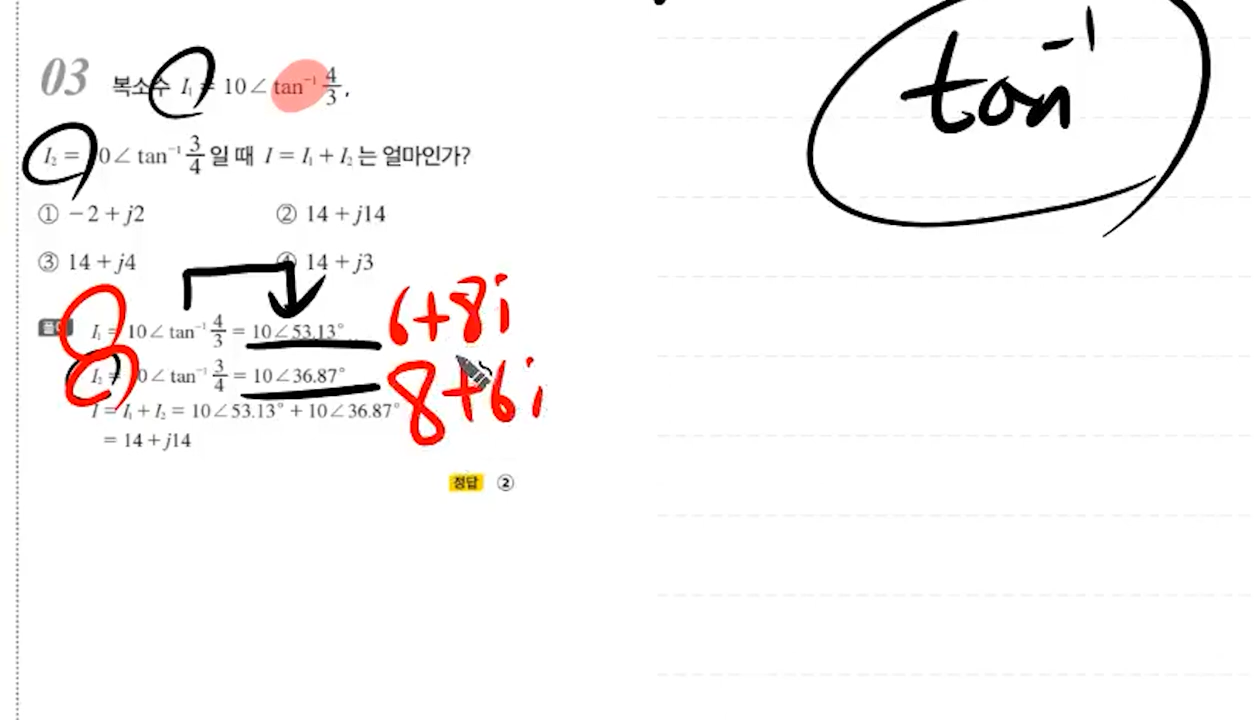 03 복소수 I₁ = 10∠tan⁻¹ 4/3,
I₂ = 10∠tan⁻¹ 3/4 일 때 I = I₁ + I₂ 는 얼마인가?
① −2 + j2 ② 14 + j14
③ 14 + j4 ④ 14 + j3
I₁ = 10∠tan⁻¹ 4/3 = 10∠53.13° 6+8i
I₂ = 10∠tan⁻¹ 3/4 = 10∠36.87° 8+6i
I = I₁ + I₂ = 10∠53.13° + 10∠36.87°
= 14 + j14
정답 ②
tan⁻¹